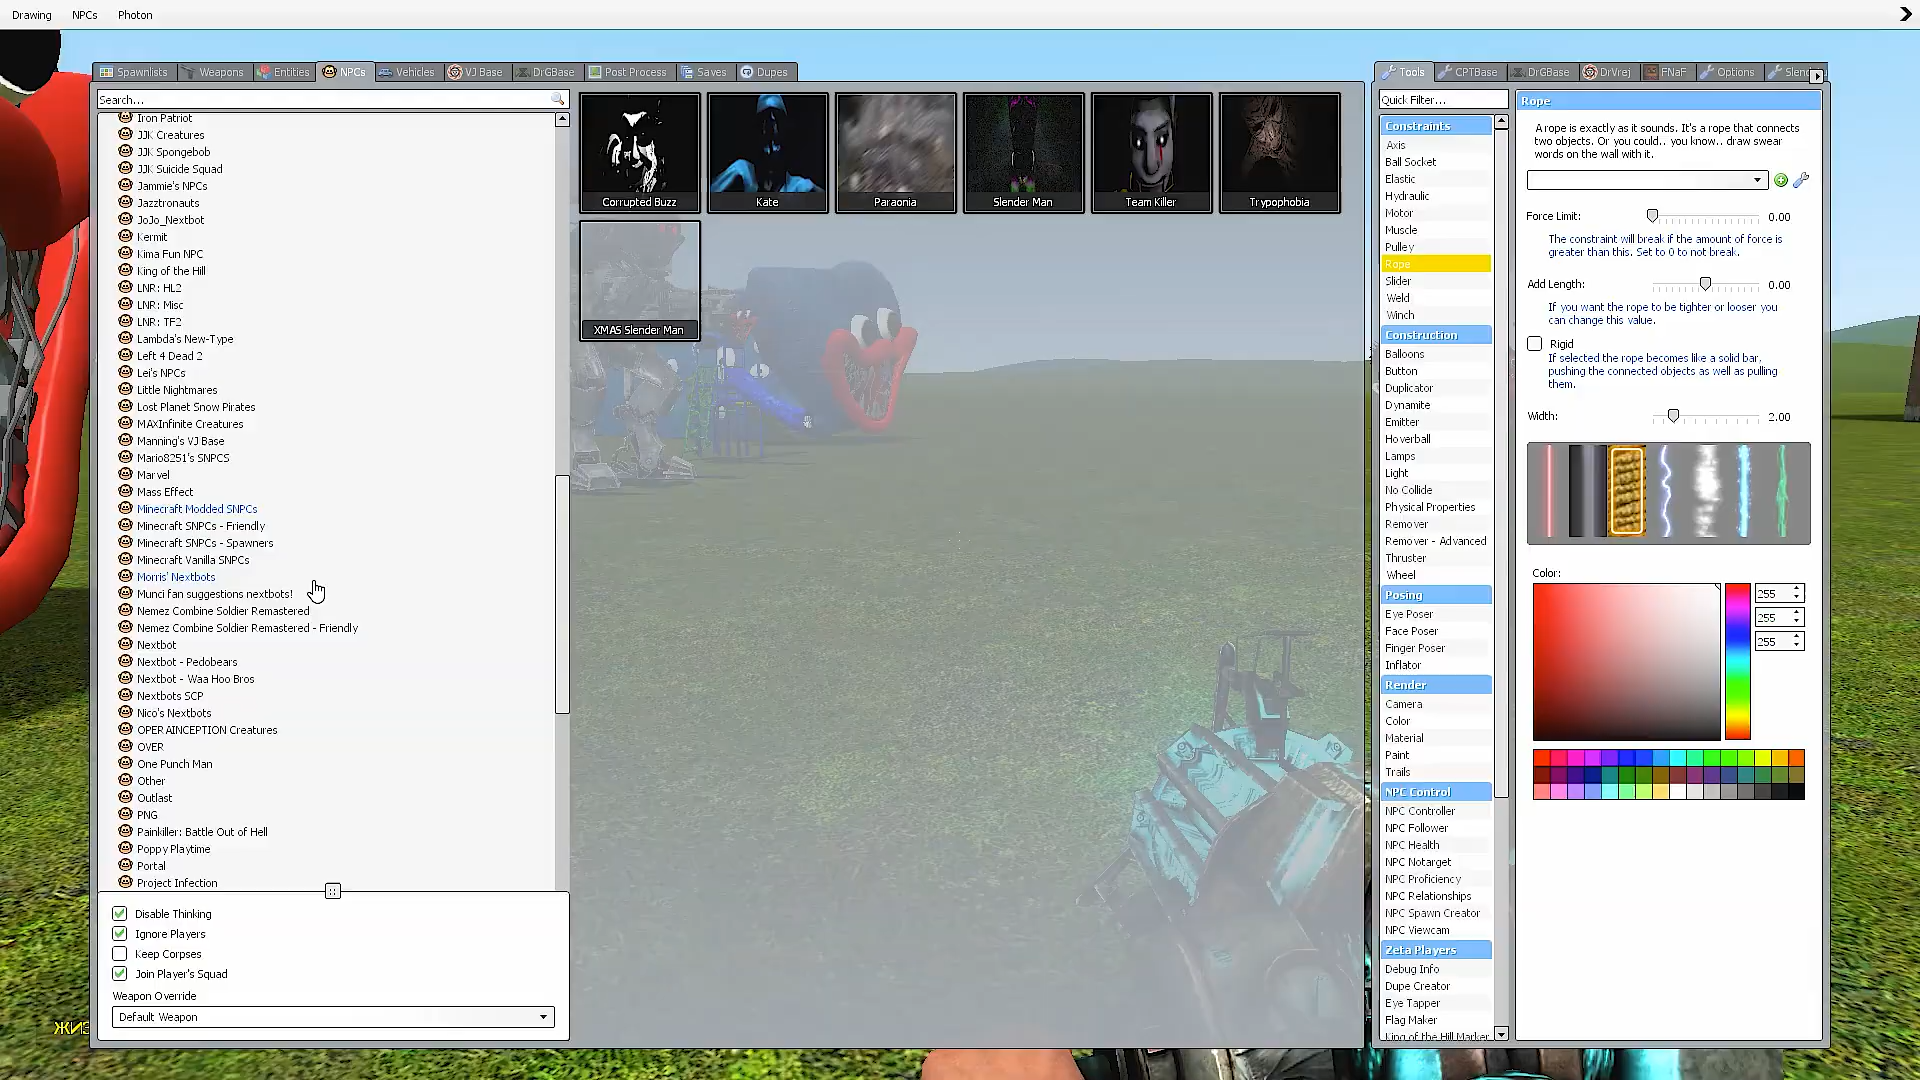 Drawing NPCs Photon
Spawnlists Weapons Entities NPCs Vehicles VJ Base DrGBase Post Process Saves Dupes
Search...
Iron Patriot
JJK Creatures
JJK Spongebob
JJK Suicide Squad
Jammie's NPCs
Jazztronauts
JoJo_Nextbot
Kermit
Kima Fun NPC
King of the Hill
LNR: HL2
LNR: Misc
LNR: TF2
Lambda's New-Type
Left 4 Dead 2
Lei's NPCs
Little Nightmares
Lost Planet Snow Pirates
MAXInfinite Creatures
Manning's VJ Base
Mario8251's SNPCS
Marvel
Mass Effect
Minecraft Modded SNPCs
Minecraft SNPCs - Friendly
Minecraft SNPCs - Spawners
Minecraft Vanilla SNPCs
Morris' Nextbots
Munci fan suggestions nextbots!
Nemez Combine Soldier Remastered
Nemez Combine Soldier Remastered - Friendly
Nextbot
Nextbot - Pedobears
Nextbot - Waa Hoo Bros
Nextbots SCP
Nico's Nextbots
OPERAINCEPTION Creatures
OVER
One Punch Man
Other
Outlast
PNG
Painkiller: Battle Out of Hell
Poppy Playtime
Portal
Project Infection
Disable Thinking
Ignore Players
Keep Corpses
Join Player's Squad
Weapon Override
Default Weapon
Corrupted Buzz Kate Paraonia Slender Man Team Killer Trypophobia
XMAS Slender Man
Tools CPTBase DrGBase DrVrej FNaF Options
Quick Filter...
Constraints
Axis
Ball Socket
Elastic
Hydraulic
Motor
Muscle
Pulley
Rope
Slider
Weld
Winch
Construction
Balloons
Button
Duplicator
Dynamite
Emitter
Hoverball
Lamps
Light
No Collide
Physical Properties
Remover
Remover - Advanced
Thruster
Wheel
Posing
Eye Poser
Face Poser
Finger Poser
Inflator
Render
Camera
Color
Material
Paint
Trails
NPC Control
NPC Controller
NPC Follower
NPC Health
NPC Notarget
NPC Proficiency
NPC Relationships
NPC Spawn Creator
NPC Viewcam
Zeta Players
Debug Info
Dupe Creator
Eye Tapper
Flag Maker
King of the Hill Marker
Rope
A rope is exactly as it sounds. It's a rope that connects
two objects. Or you could.. you know.. draw swear
words on the wall with it.
Force Limit: 0.00
The constraint will break if the amount of force is
greater than this. Set to 0 to not break.
Add Length: 0.00
If you want the rope to be tighter or looser you
can change this value.
Rigid
If selected the rope becomes like a solid bar,
pushing the connected objects as well as pulling
them.
Width: 2.00
Color:
255
255
255